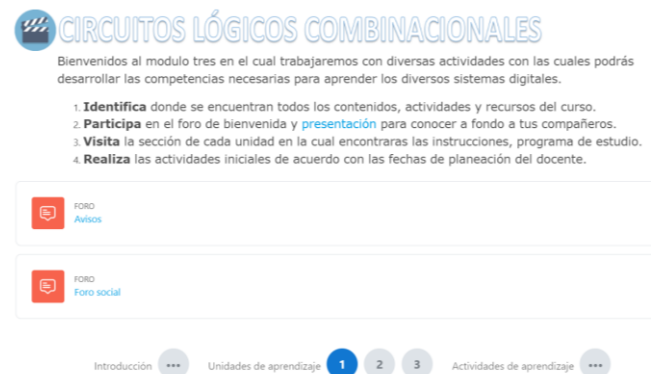 CIRCUITOS LÓGICOS COMBINACIONALES
Bienvenidos al modulo tres en el cual trabajaremos con diversas actividades con las cuales podrás
desarrollar las competencias necesarias para aprender los diversos sistemas digitales.
1. Identifica donde se encuentran todos los contenidos, actividades y recursos del curso.
2. Participa en el foro de bienvenida y presentación para conocer a fondo a tus compañeros.
3. Visita la sección de cada unidad en la cual encontraras las instrucciones, programa de estudio.
4. Realiza las actividades iniciales de acuerdo con las fechas de planeación del docente.
FORO
Avisos
FORO
Foro social
Introducción ••• Unidades de aprendizaje 1 2 3 Actividades de aprendizaje •••